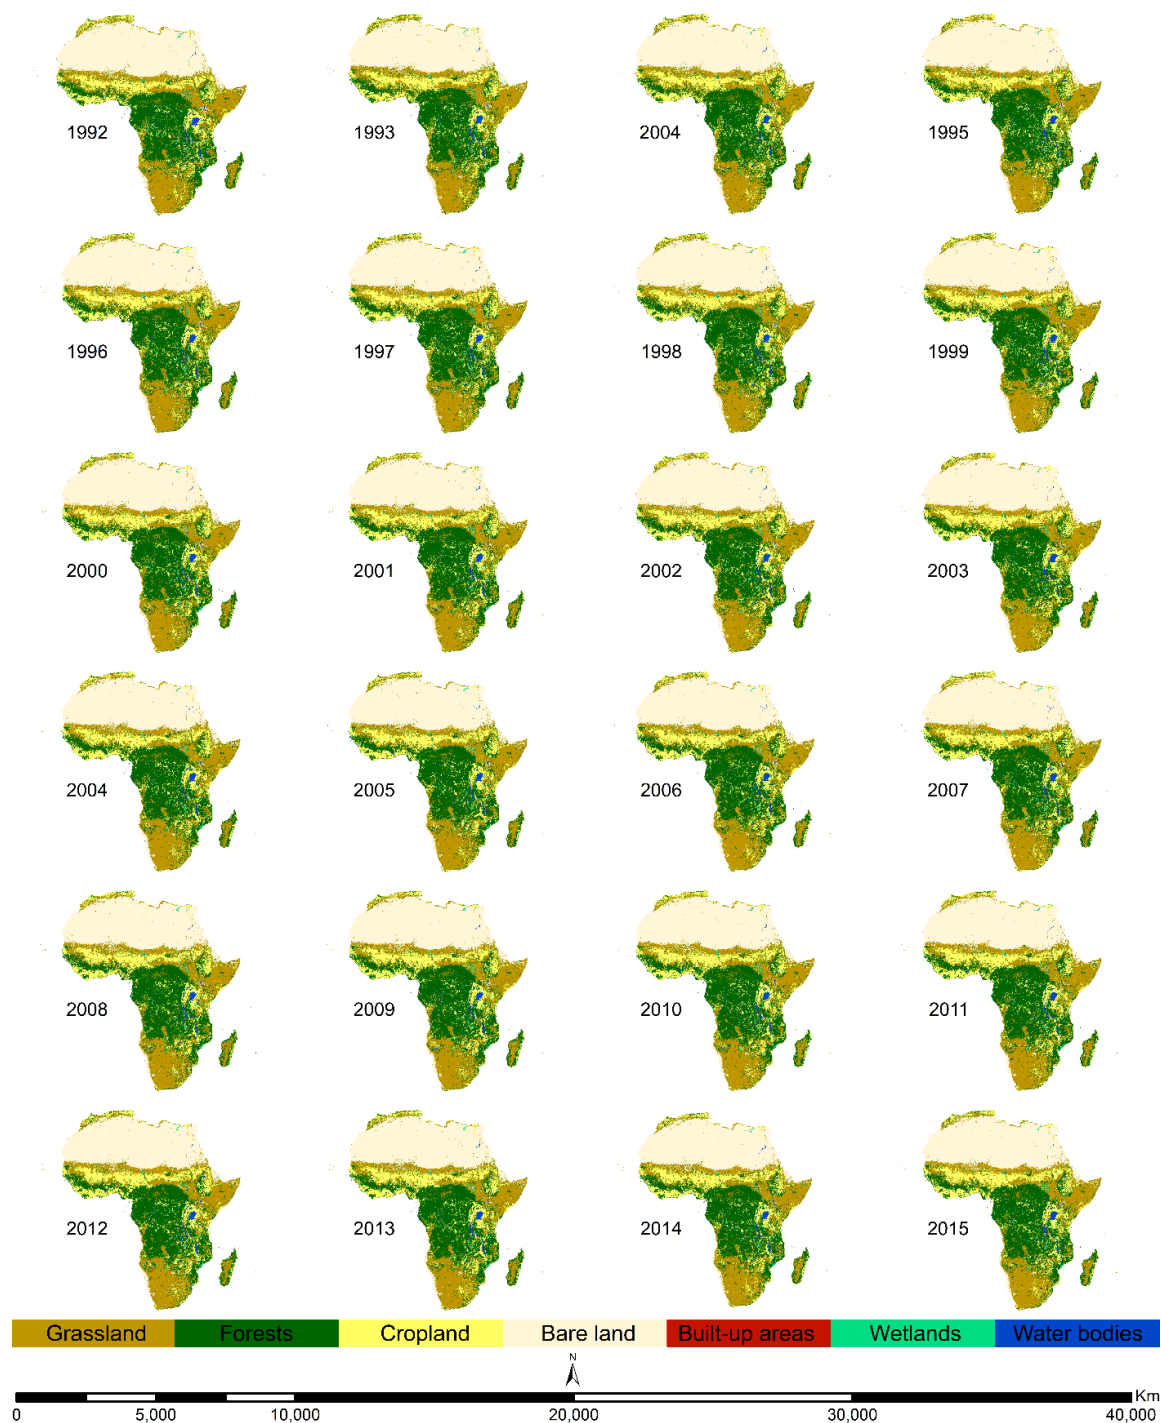 1992 1993 2004 1995
1996 1997 1998 1999
2000 2001 2002 2003
2004 2005 2006 2007
2008 2009 2010 2011
2012 2013 2014 2015
Grassland Forests Cropland Bare land Built-up areas Wetlands Water bodies
N
Km
0 5,000 10,000 20,000 30,000 40,000